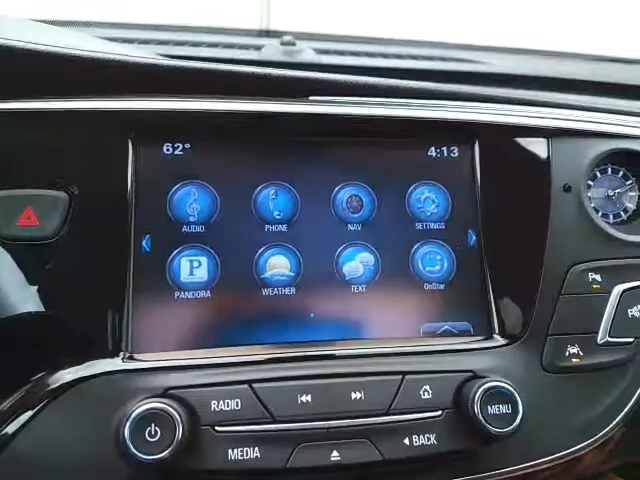 62° 4:13
AUDIO PHONE NAV SETTINGS
P
PANDORA WEATHER TEXT OnStar
RADIO MENU
MEDIA BACK